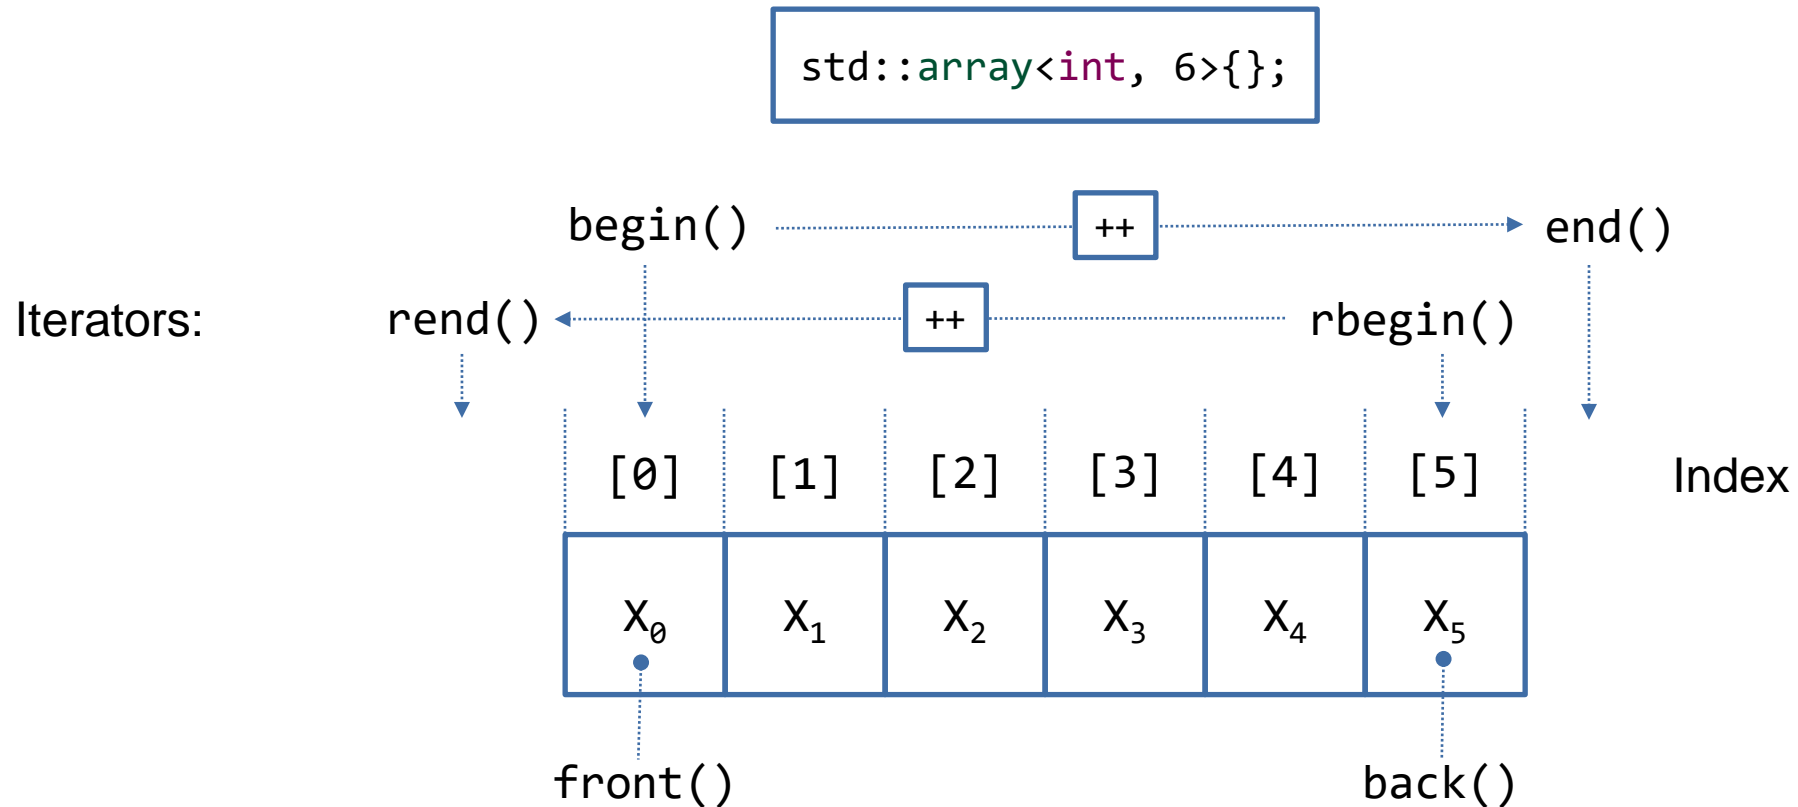 std::array<int, 6>{};
begin() ++ end()
Iterators: rend() ++ rbegin()
[0] [1] [2] [3] [4] [5] Index
X₀ X₁ X₂ X₃ X₄ X₅
front() back()